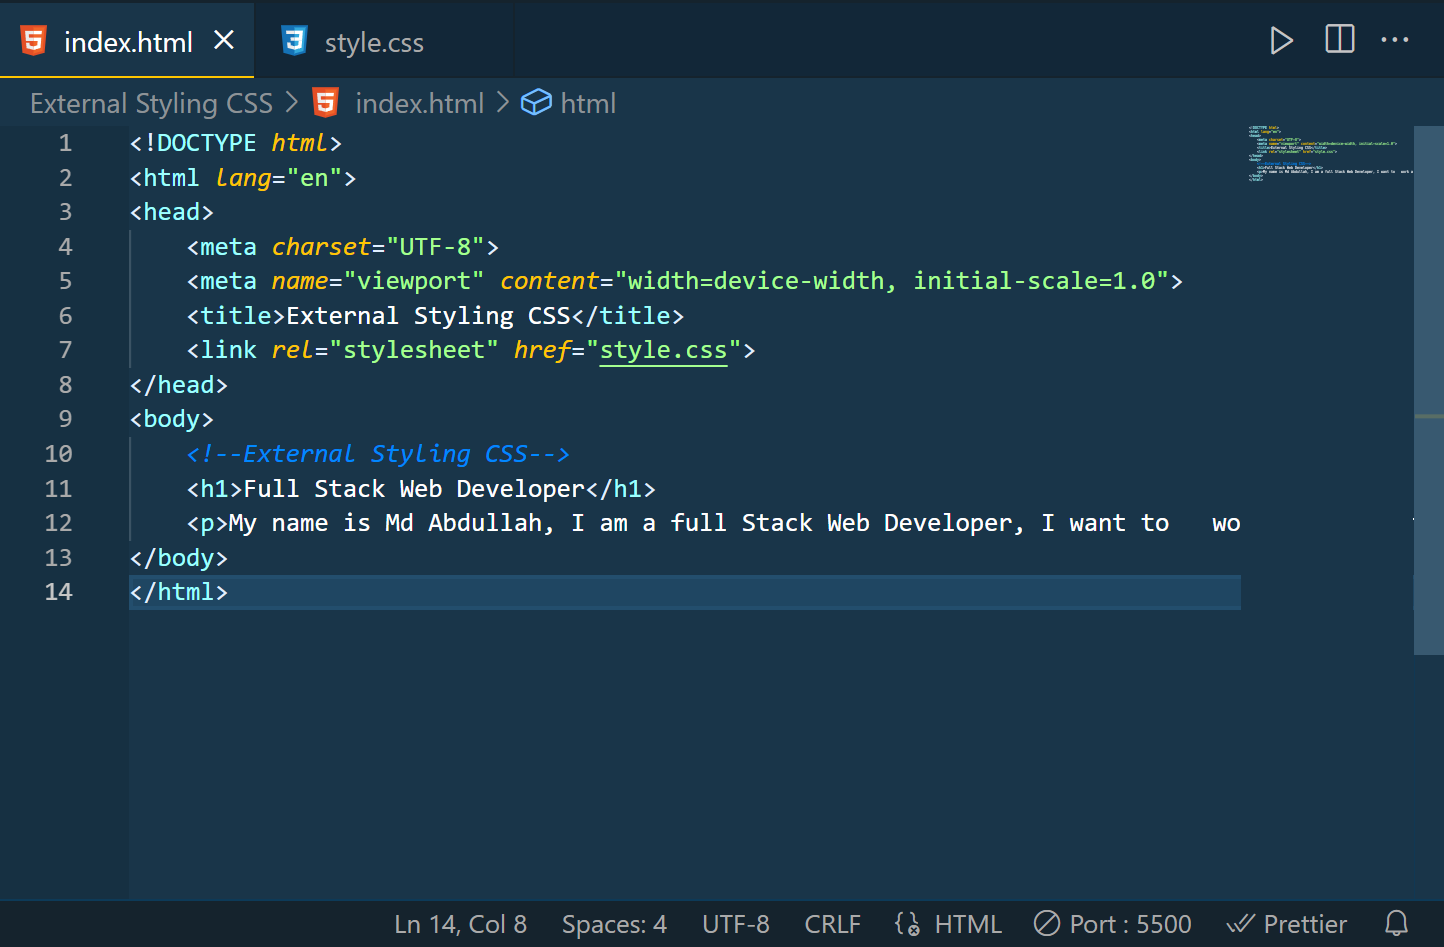 index.html
style.css
External Styling CSS > index.html > html
1 <!DOCTYPE html>
2 <html lang="en">
3 <head>
4 <meta charset="UTF-8">
5 <meta name="viewport" content="width=device-width, initial-scale=1.0">
6 <title>External Styling CSS</title>
7 <link rel="stylesheet" href="style.css">
8 </head>
9 <body>
10 <!--External Styling CSS-->
11 <h1>Full Stack Web Developer</h1>
12 <p>My name is Md Abdullah, I am a full Stack Web Developer, I want to   wo
13 </body>
14 </html>
Ln 14, Col 8 Spaces: 4 UTF-8 CRLF HTML Port : 5500 Prettier